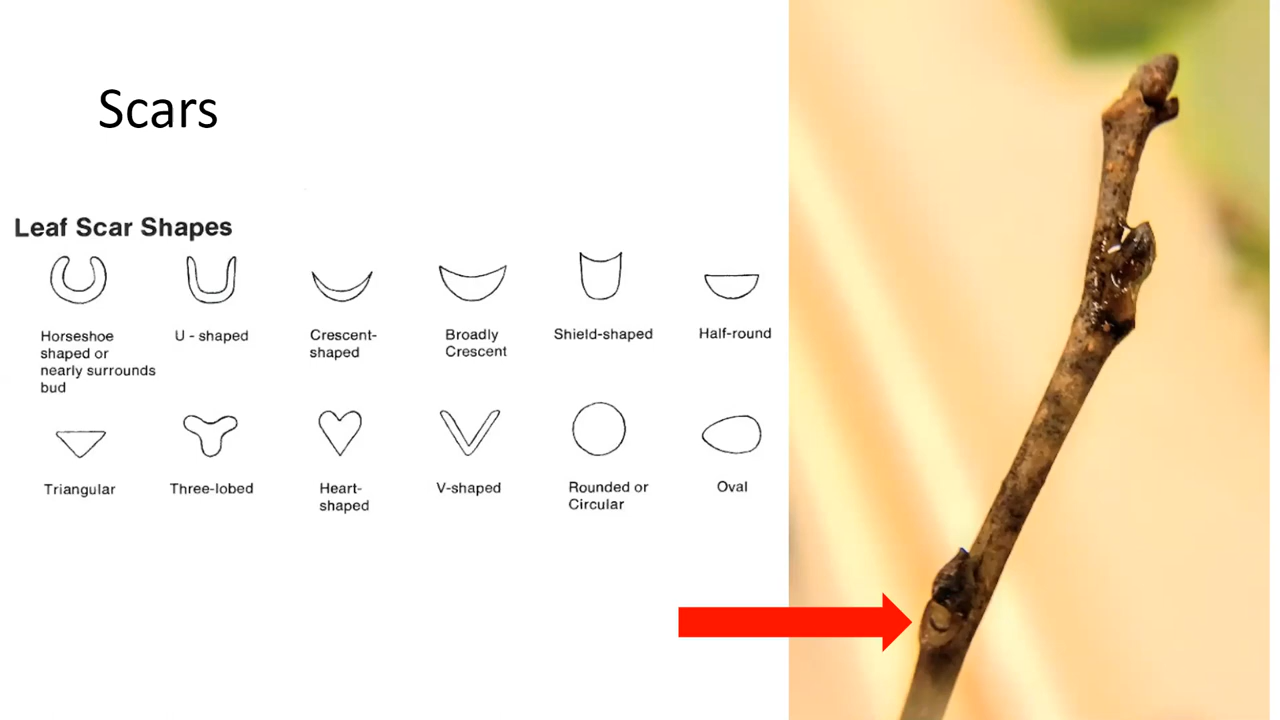 Scars
Leaf Scar Shapes
Horseshoe
shaped or
nearly surrounds
bud
U - shaped
Crescent-
shaped
Broadly
Crescent
Shield-shaped
Half-round
Triangular
Three-lobed
Heart-
shaped
V-shaped
Rounded or
Circular
Oval